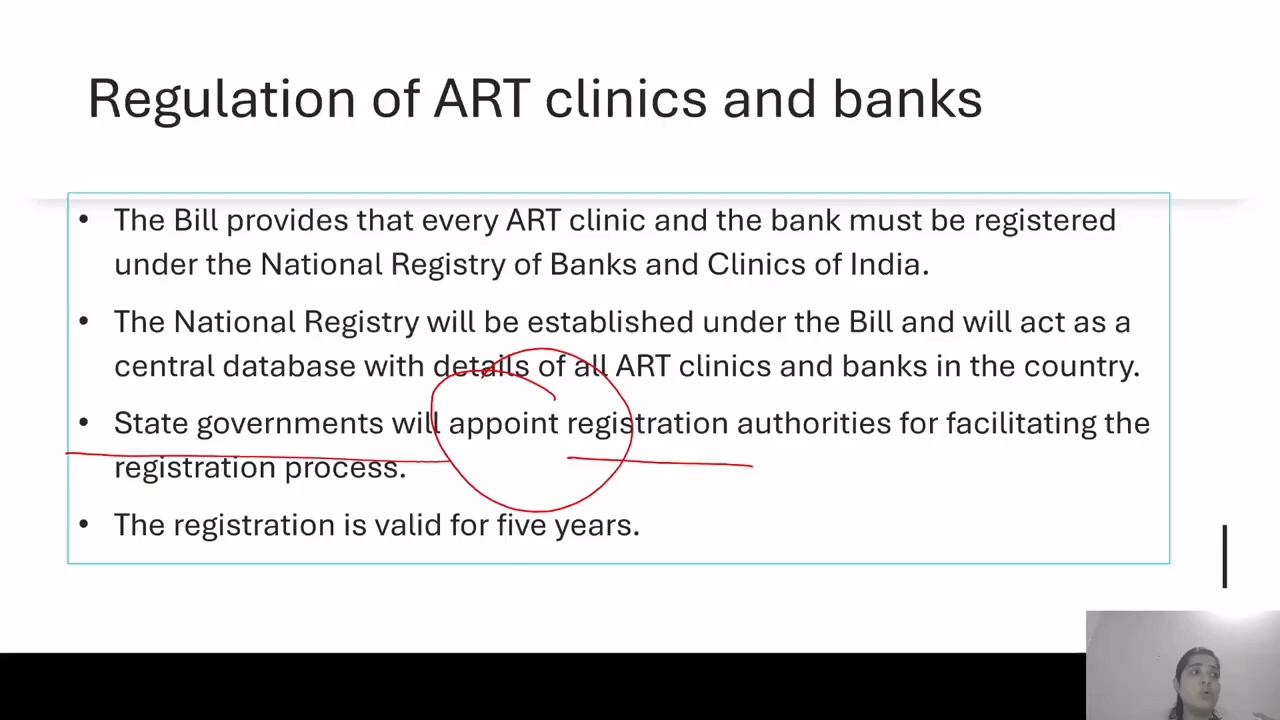 Regulation of ART clinics and banks
• The Bill provides that every ART clinic and the bank must be registered
under the National Registry of Banks and Clinics of India.
• The National Registry will be established under the Bill and will act as a
central database with details of all ART clinics and banks in the country.
• State governments will appoint registration authorities for facilitating the
registration process.
• The registration is valid for five years.